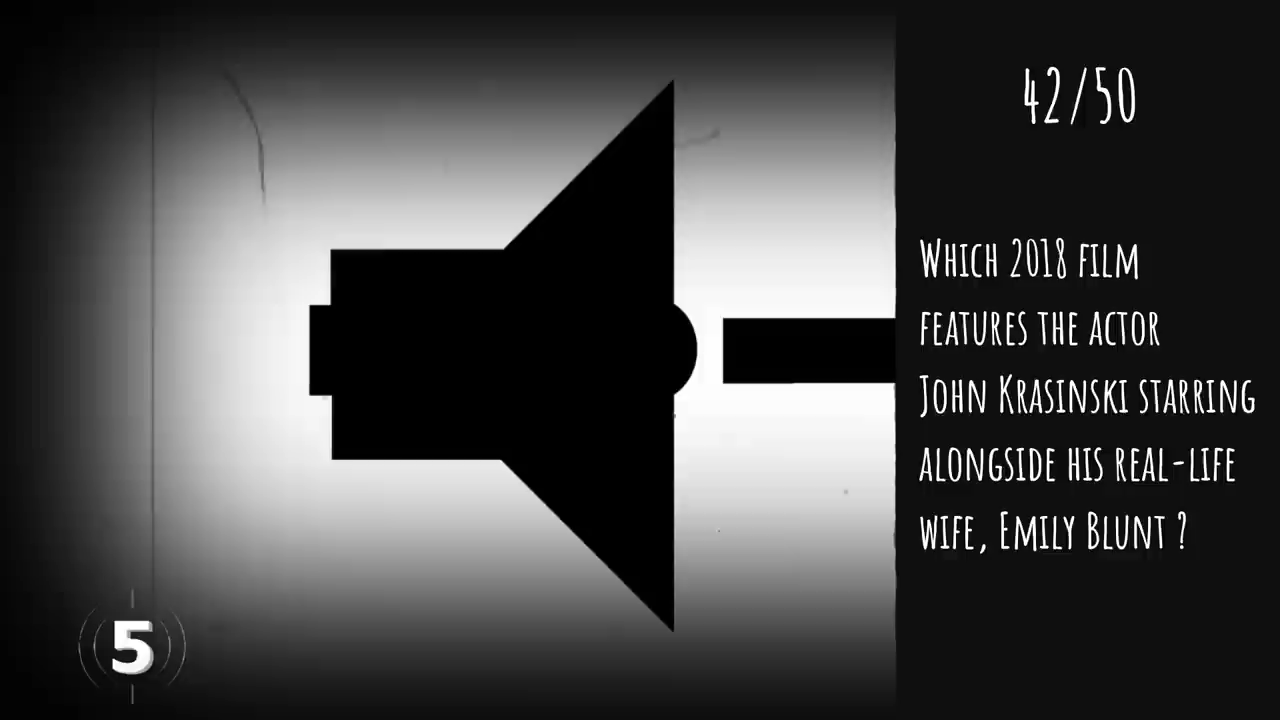 42/50
Which 2018 film
features the actor
John Krasinski starring
alongside his real-life
wife, Emily Blunt ?
5